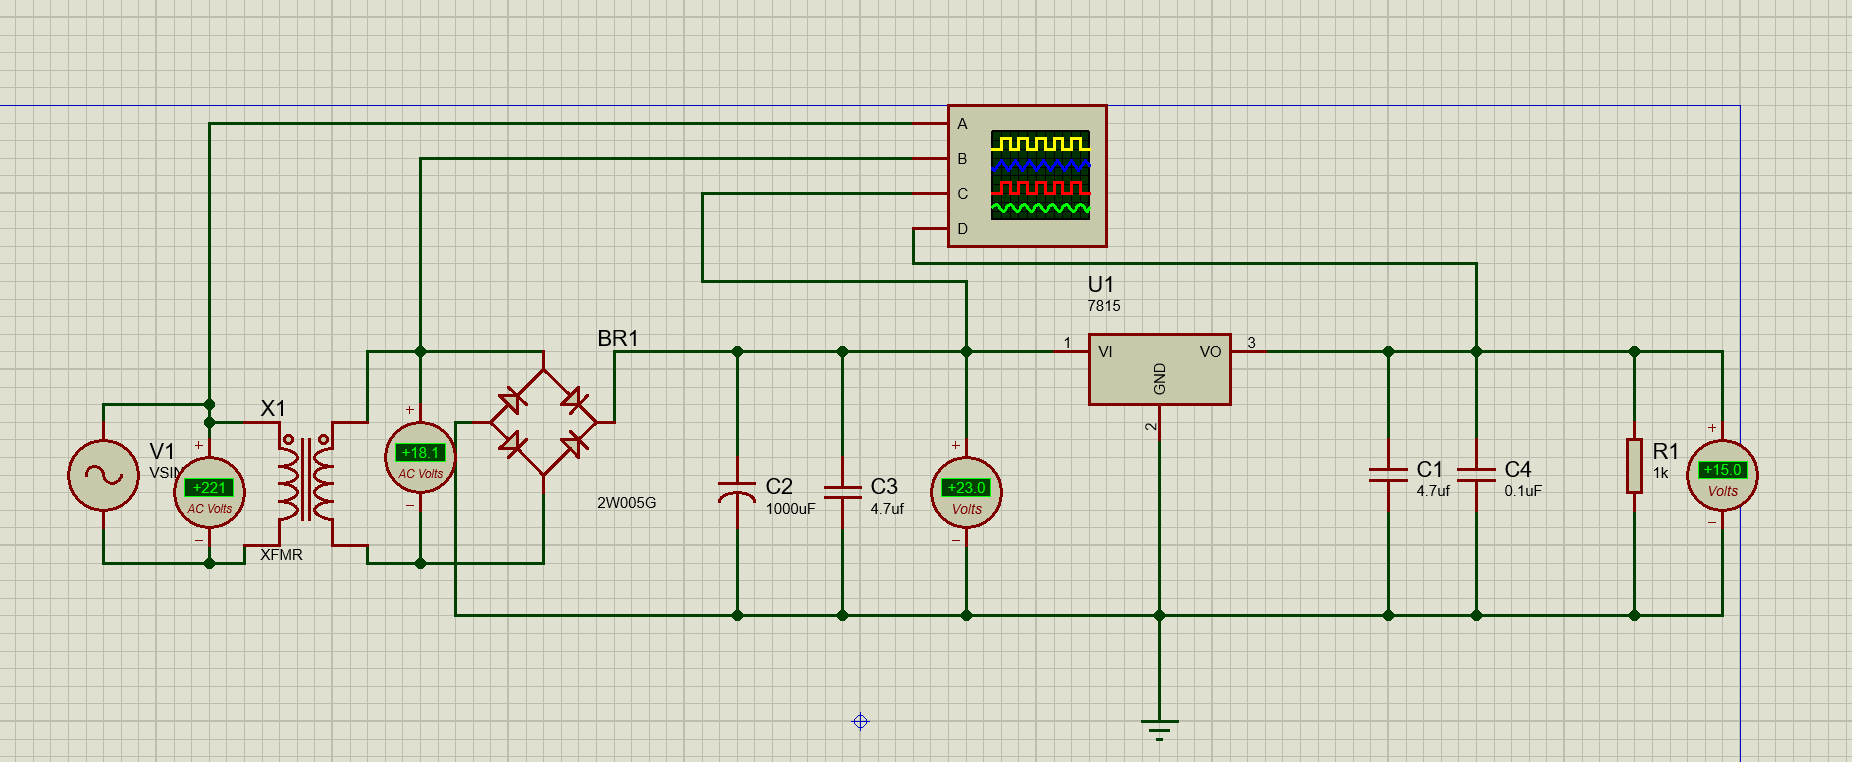 A
B
C
D
U1
7815
BR1
1
VI
VO
3
GND
2
X1
V1
VSIN
+
+221
AC Volts
−
XFMR
+
+18.1
AC Volts
−
2W005G
C2
1000uF
C3
4.7uf
+
+23.0
Volts
−
C1
4.7uf
C4
0.1uF
R1
1k
+
+15.0
Volts
−